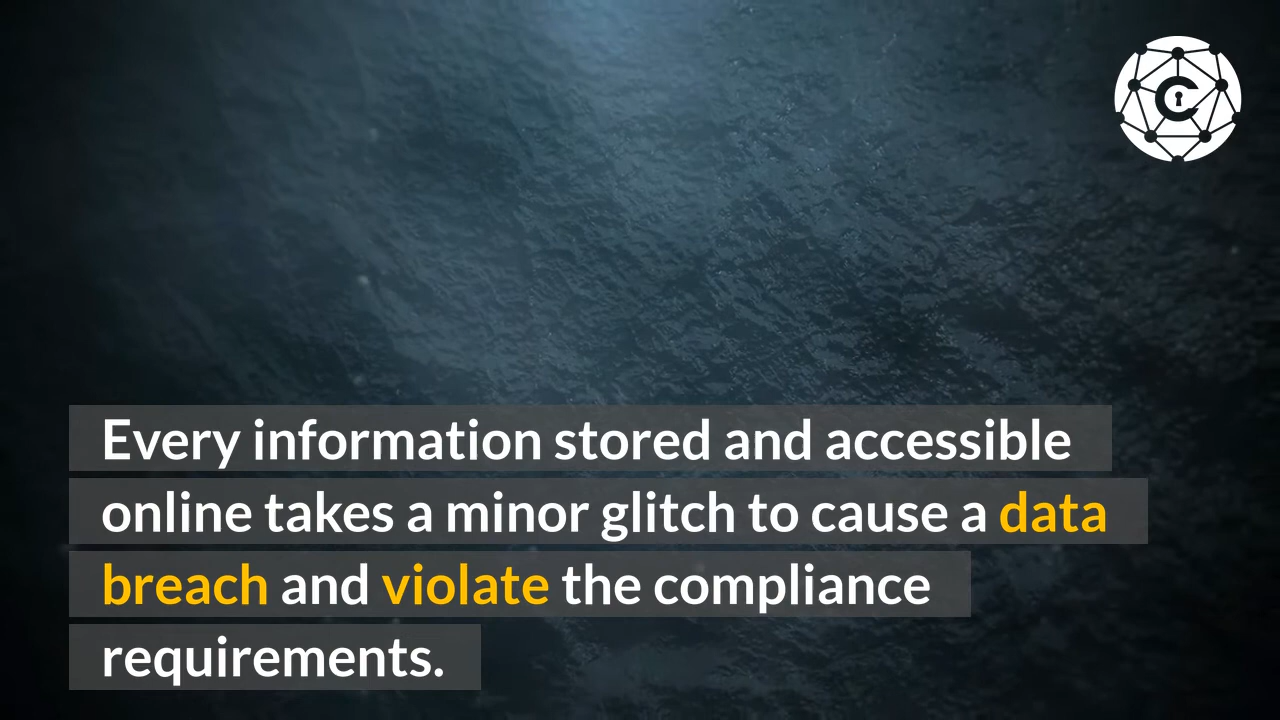 Every information stored and accessible
online takes a minor glitch to cause a data
breach and violate the compliance
requirements.